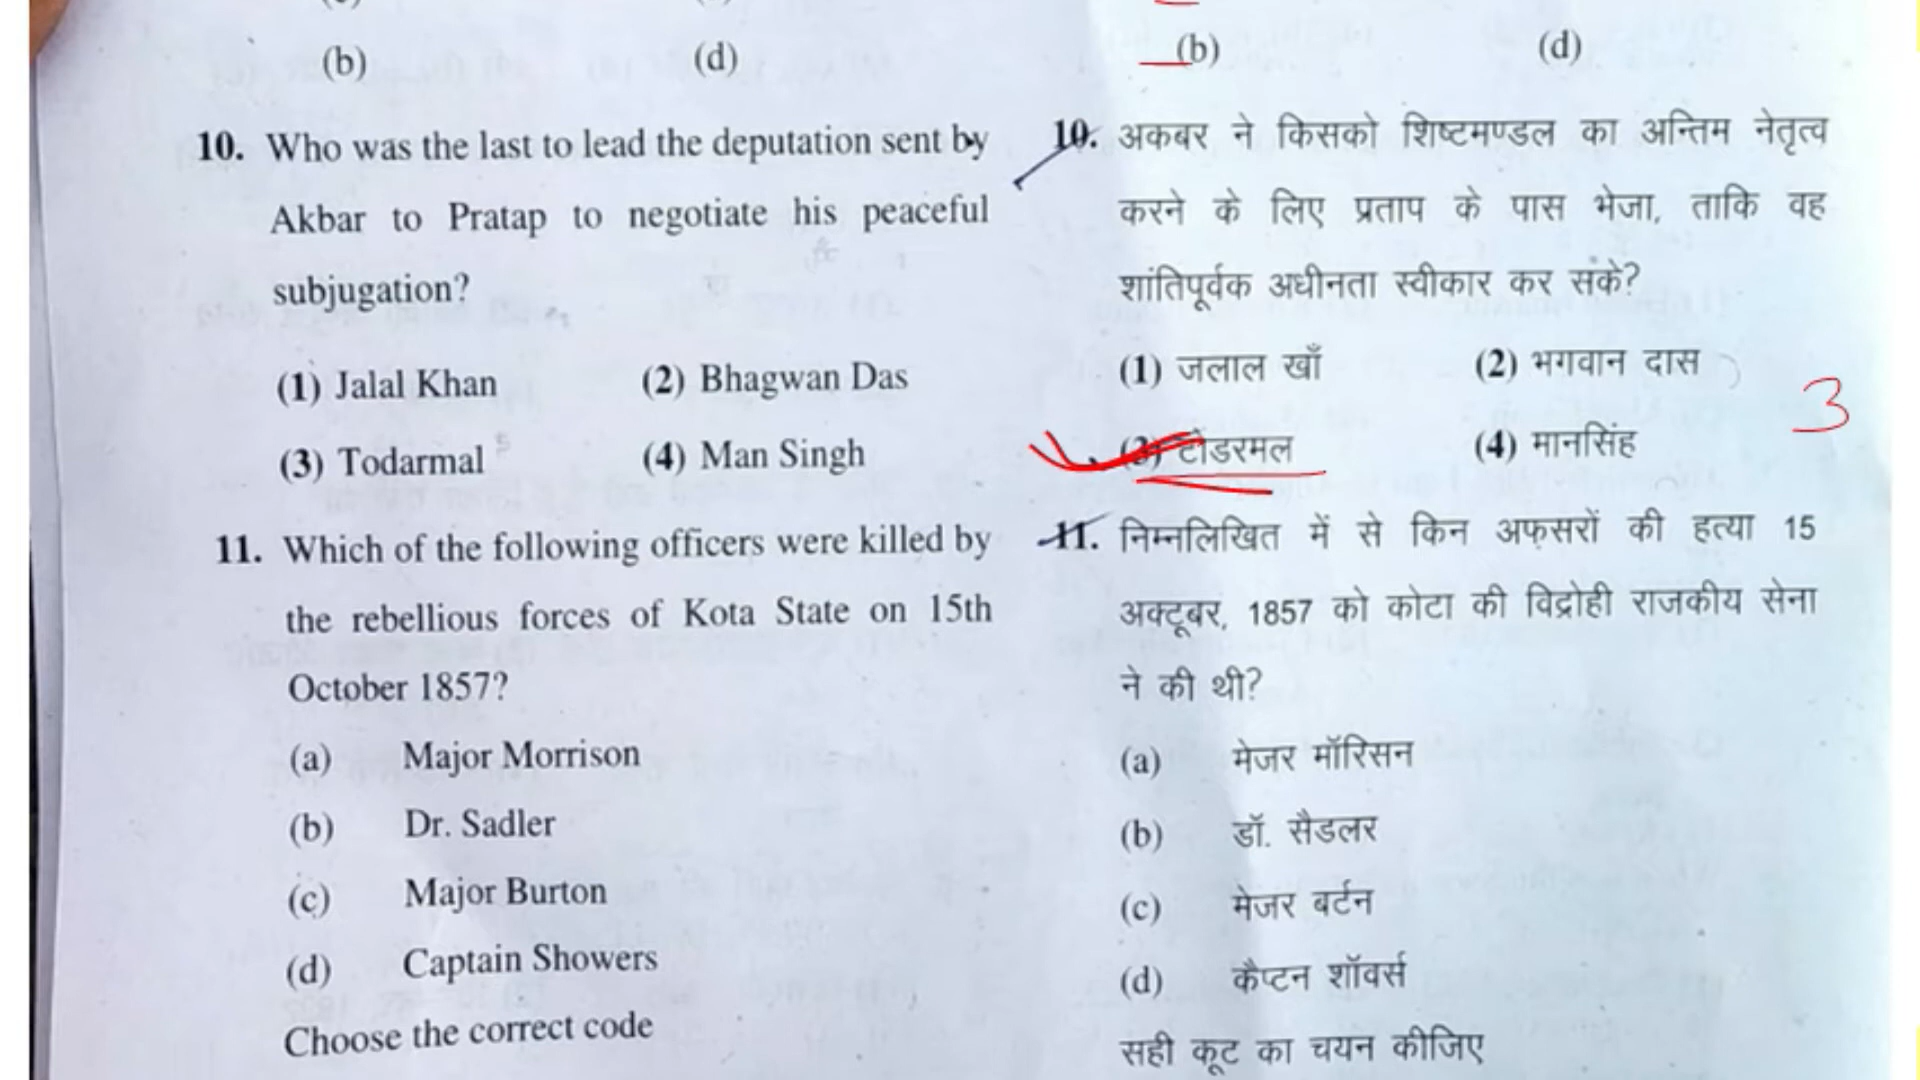 (b) (d)
10. Who was the last to lead the deputation sent by
Akbar to Pratap to negotiate his peaceful
subjugation?
(1) Jalal Khan (2) Bhagwan Das
(3) Todarmal (4) Man Singh
11. Which of the following officers were killed by
the rebellious forces of Kota State on 15th
October 1857?
(a) Major Morrison
(b) Dr. Sadler
(c) Major Burton
(d) Captain Showers
Choose the correct code
(b) (d)
10. अकबर ने किसको शिष्टमण्डल का अन्तिम नेतृत्व
करने के लिए प्रताप के पास भेजा, ताकि वह
शांतिपूर्वक अधीनता स्वीकार कर संके?
(1) जलाल खाँ (2) भगवान दास
(3) टोडरमल (4) मानसिंह
3
11. निम्नलिखित में से किन अफ़सरों की हत्या 15
अक्टूबर, 1857 को कोटा की विद्रोही राजकीय सेना
ने की थी?
(a) मेजर मॉरिसन
(b) डॉ. सैडलर
(c) मेजर बर्टन
(d) कैप्टन शॉवर्स
सही कूट का चयन कीजिए